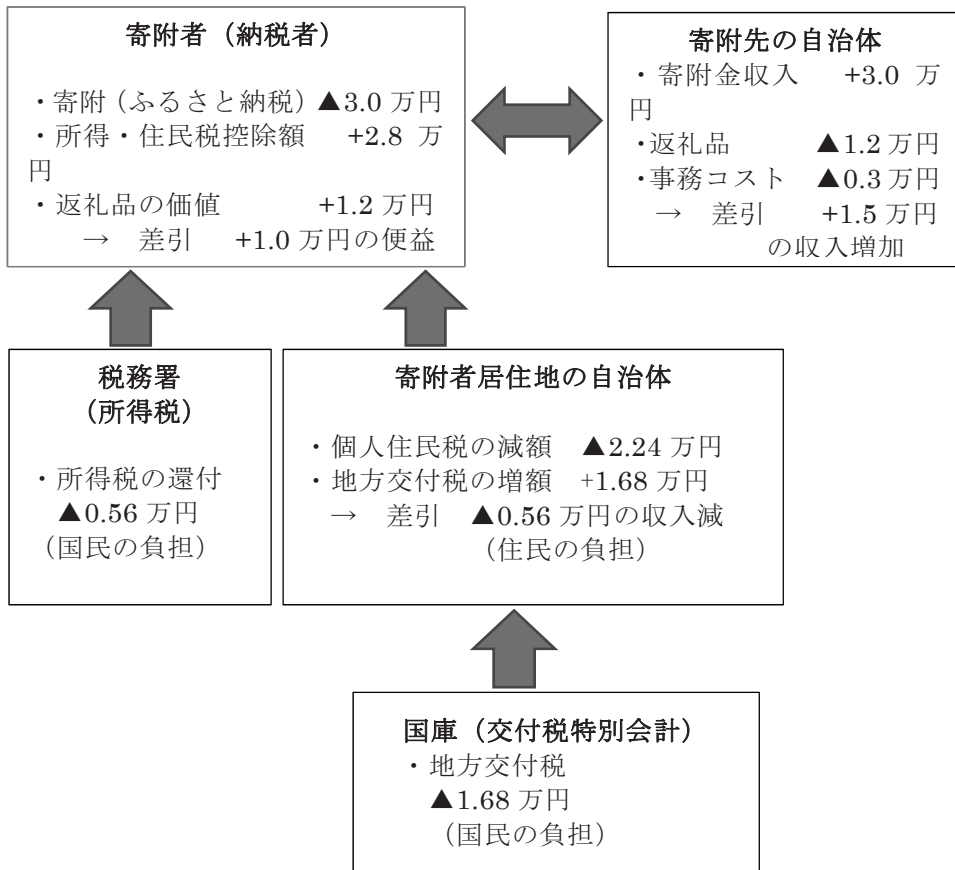 寄附者（納税者）
・寄附（ふるさと納税）▲3.0 万円
・所得・住民税控除額 +2.8 万
円
・返礼品の価値 +1.2 万円
→ 差引 +1.0 万円の便益
寄附先の自治体
・寄附金収入 +3.0 万
円
・返礼品 ▲1.2 万円
・事務コスト ▲0.3 万円
→ 差引 +1.5 万円
の収入増加
税務署
（所得税）
・所得税の還付
▲0.56 万円
（国民の負担）
寄附者居住地の自治体
・個人住民税の減額 ▲2.24 万円
・地方交付税の増額 +1.68 万円
→ 差引 ▲0.56 万円の収入減
（住民の負担）
国庫（交付税特別会計）
・地方交付税
▲1.68 万円
（国民の負担）